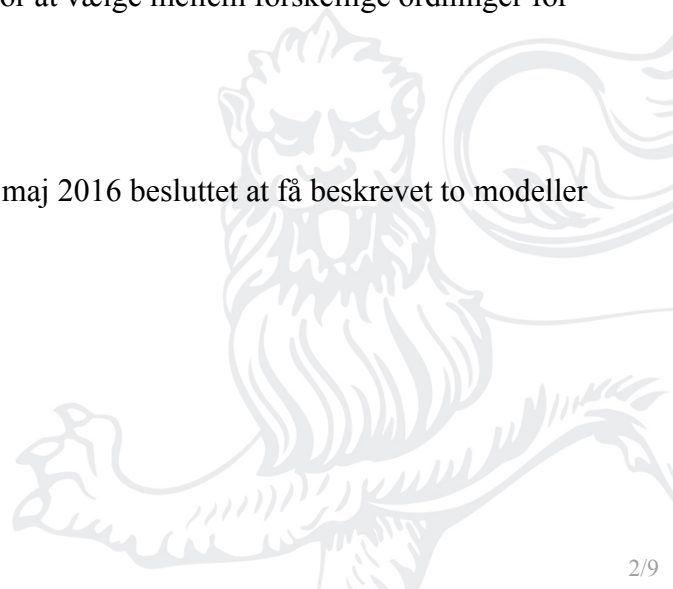 or at vælge mellem forskellige ordninger for
maj 2016 besluttet at få beskrevet to modeller
2/9